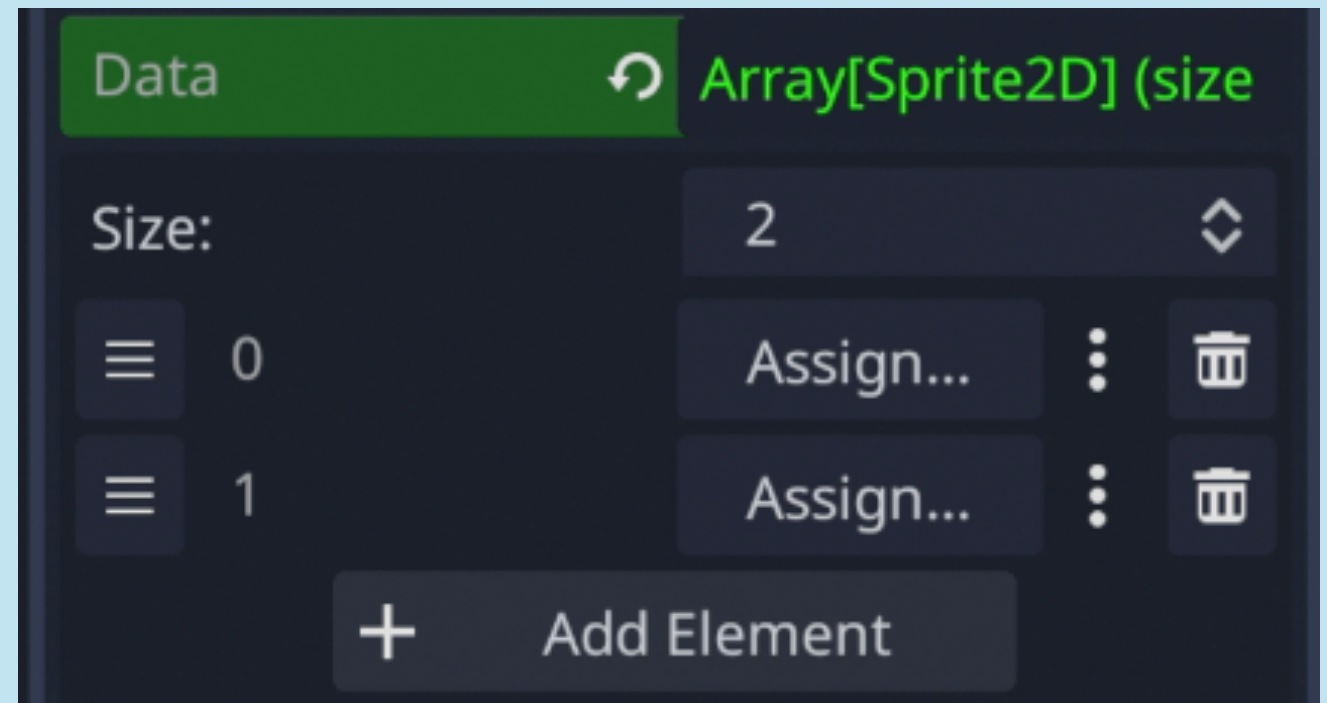 Data Array[Sprite2D] (size
Size: 2
0 Assign...
1 Assign...
Add Element